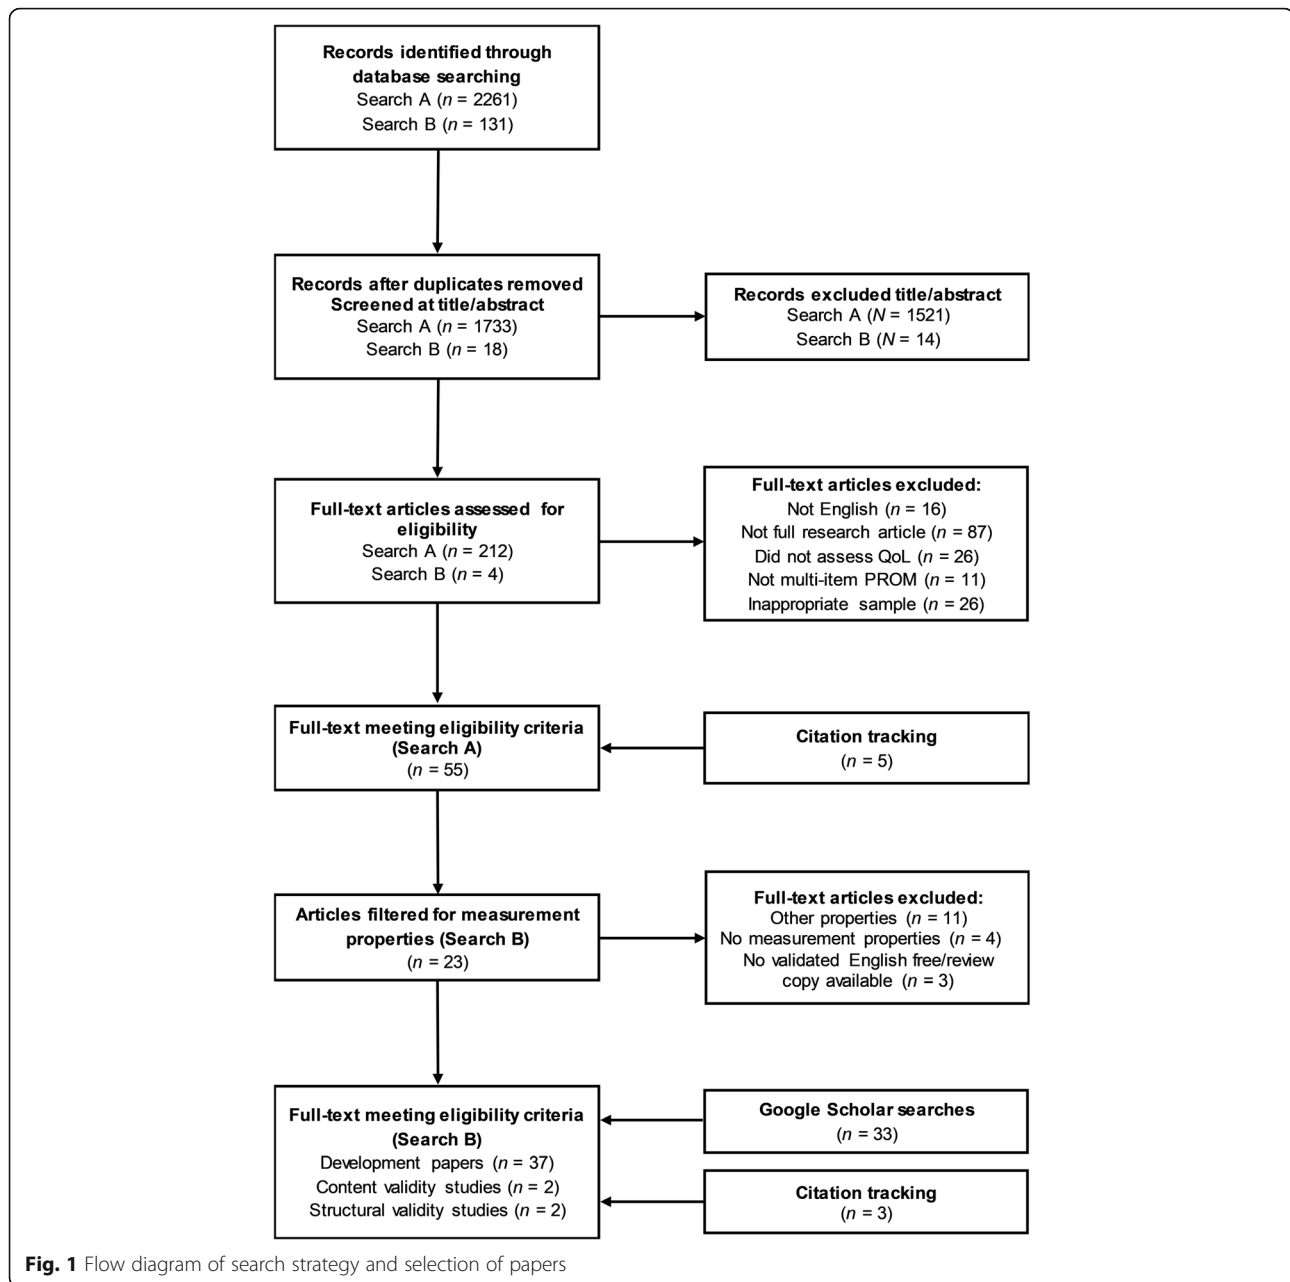 Records identified through
database searching
Search A (n = 2261)
Search B (n = 131)
Records after duplicates removed
Screened at title/abstract
Search A (n = 1733)
Search B (n = 18)
Records excluded title/abstract
Search A (N = 1521)
Search B (N = 14)
Full-text articles assessed for
eligibility
Search A (n = 212)
Search B (n = 4)
Full-text articles excluded:
Not English (n = 16)
Not full research article (n = 87)
Did not assess QoL (n = 26)
Not multi-item PROM (n = 11)
Inappropriate sample (n = 26)
Full-text meeting eligibility criteria
(Search A)
(n = 55)
Citation tracking
(n = 5)
Articles filtered for measurement
properties (Search B)
(n = 23)
Full-text articles excluded:
Other properties (n = 11)
No measurement properties (n = 4)
No validated English free/review
copy available (n = 3)
Full-text meeting eligibility criteria
(Search B)
Development papers (n = 37)
Content validity studies (n = 2)
Structural validity studies (n = 2)
Google Scholar searches
(n = 33)
Citation tracking
(n = 3)
Fig. 1 Flow diagram of search strategy and selection of papers